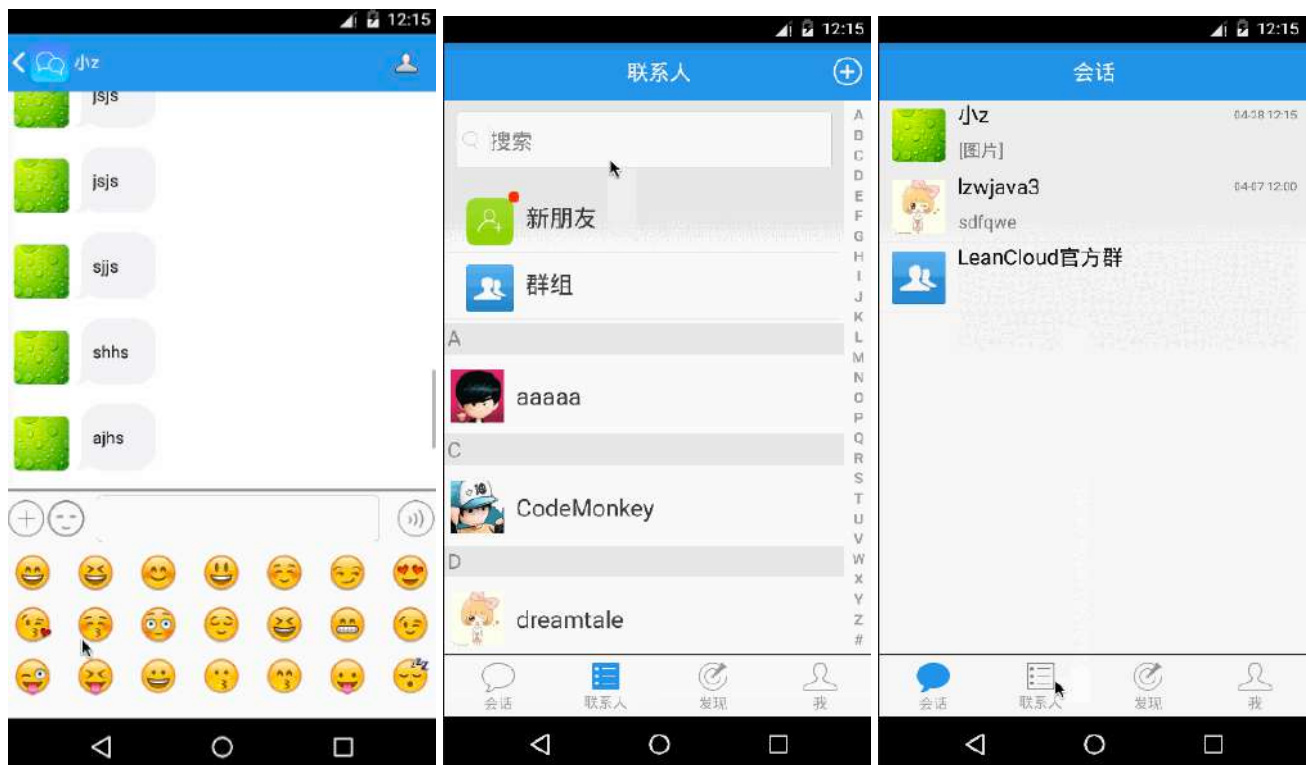 12:15
小z
jsjs
jsjs
sjjs
shhs
ajhs
12:15
联系人
搜索
新朋友
群组
A
aaaaa
C
CodeMonkey
D
dreamtale
A
B
C
D
E
F
G
H
I
J
K
L
M
N
O
P
Q
R
S
T
U
V
W
X
Y
Z
#
会话
联系人
发现
我
12:15
会话
小z
04-28 12:15
[图片]
lzwjava3
04-07 12:00
sdfqwe
LeanCloud官方群
会话
联系人
发现
我